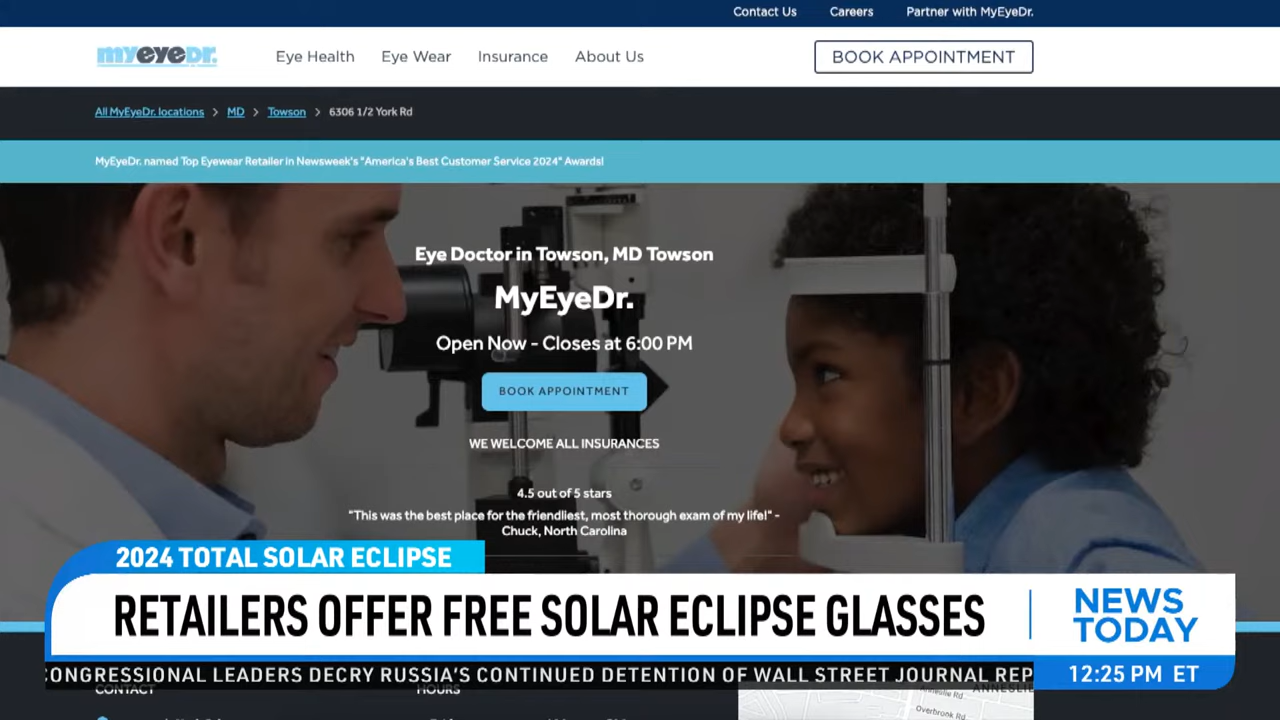 Contact Us Careers Partner with MyEyeDr.
myeyeDr. Eye Health Eye Wear Insurance About Us BOOK APPOINTMENT
All MyEyeDr. locations > MD > Towson > 6306 1/2 York Rd
MyEyeDr. named Top Eyewear Retailer in Newsweek's "America's Best Customer Service 2024" Awards!
Eye Doctor in Towson, MD Towson
MyEyeDr.
Open Now - Closes at 6:00 PM
BOOK APPOINTMENT
WE WELCOME ALL INSURANCES
4.5 out of 5 stars
"This was the best place for the friendliest, most thorough exam of my life!" -
Chuck, North Carolina
2024 TOTAL SOLAR ECLIPSE
RETAILERS OFFER FREE SOLAR ECLIPSE GLASSES
NEWS
TODAY
ONGRESSIONAL LEADERS DECRY RUSSIA'S CONTINUED DETENTION OF WALL STREET JOURNAL REP
12:25 PM ET
CONTACT HOURS
Overbronk Rd